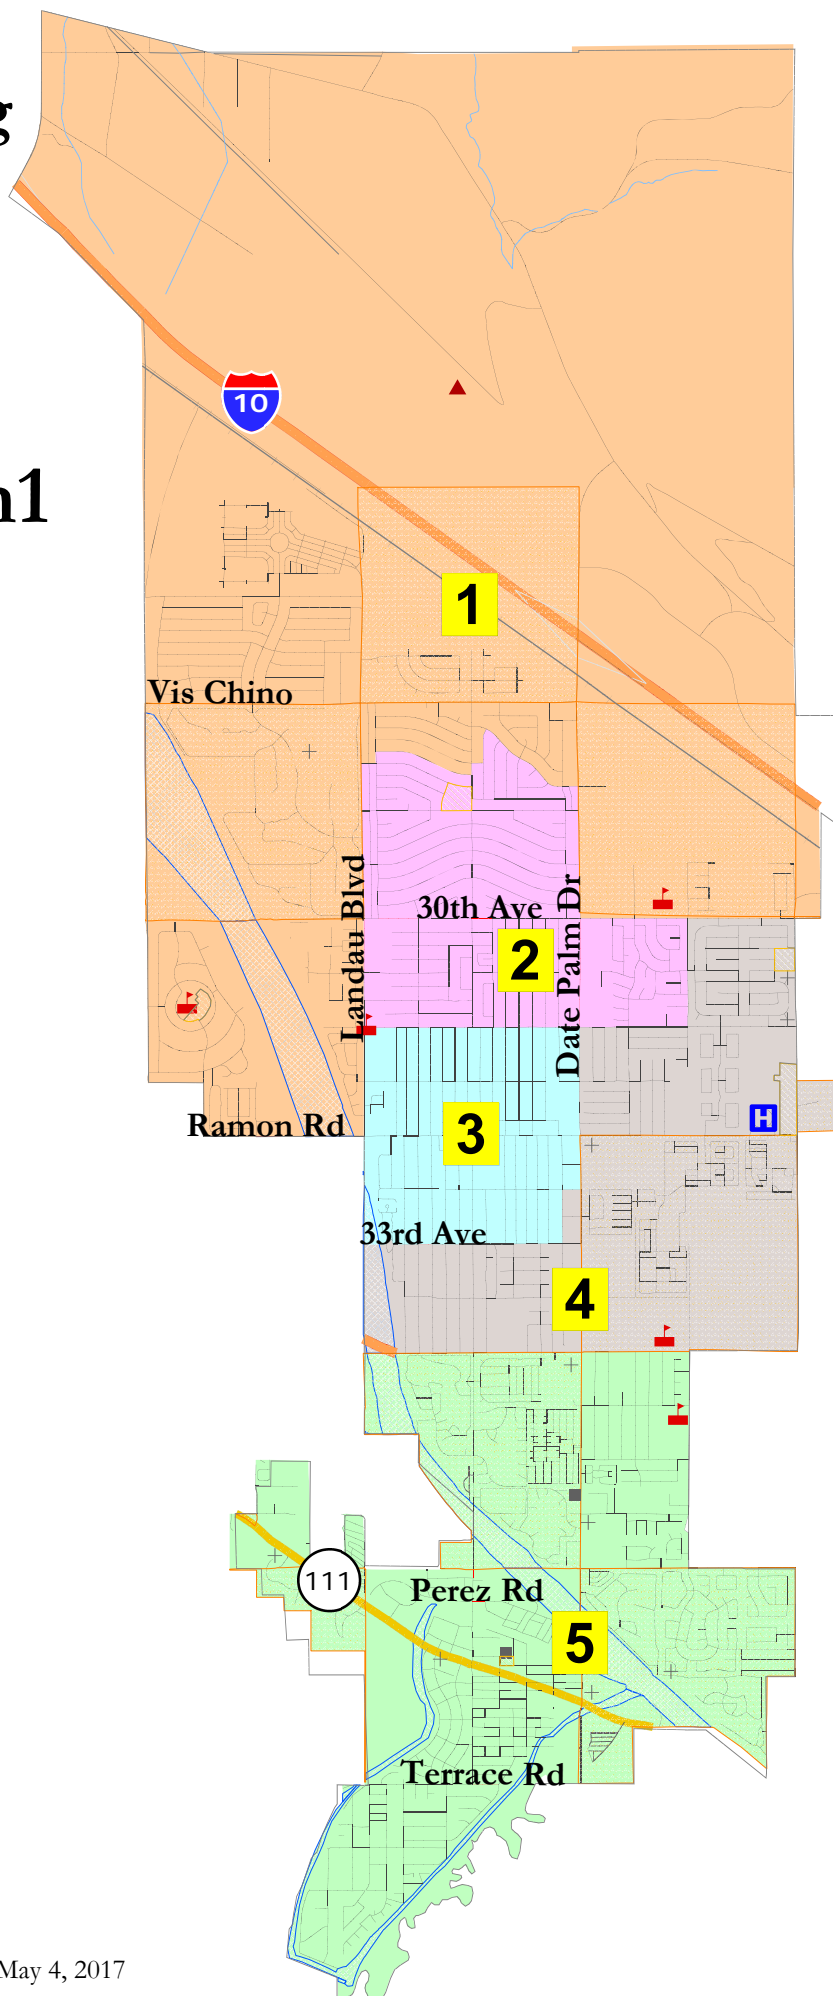 g
n1
10
1
Vis Chino
Landau Blvd
30th Ave
Date Palm Dr
2
Ramon Rd
H
3
33rd Ave
4
111
Perez Rd
5
Terrace Rd
May 4, 2017